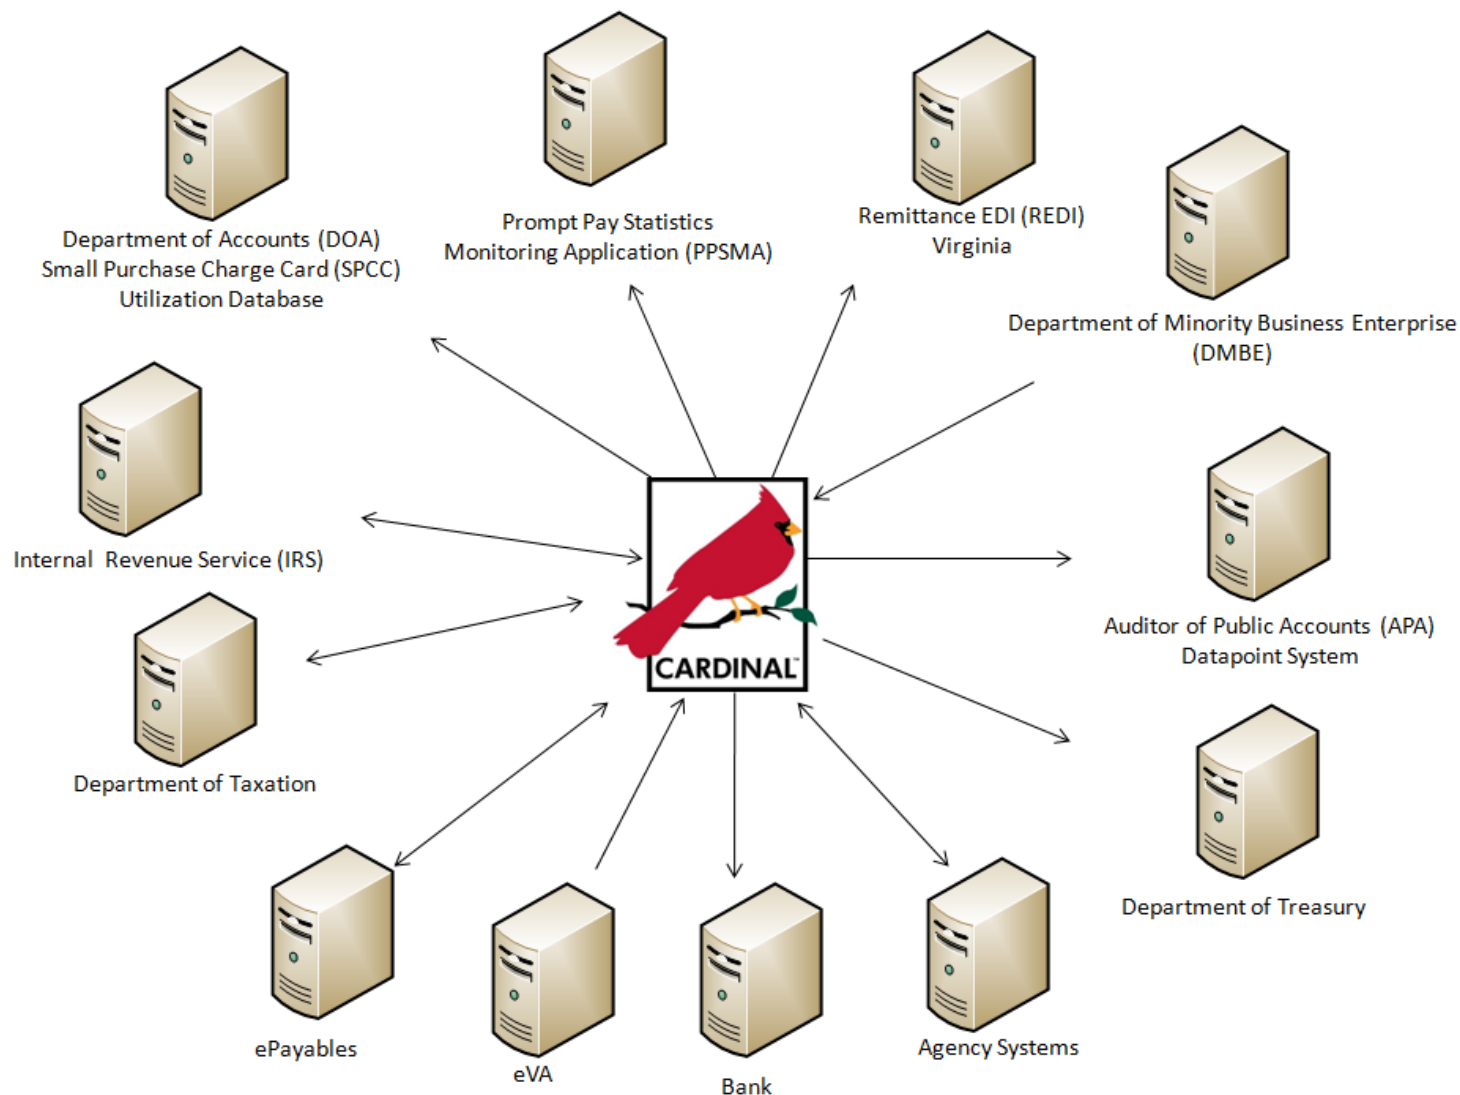 Department of Accounts (DOA)
Small Purchase Charge Card (SPCC)
Utilization Database
Prompt Pay Statistics
Monitoring Application (PPSMA)
Remittance EDI (REDI)
Virginia
Department of Minority Business Enterprise
(DMBE)
Internal Revenue Service (IRS)
CARDINAL™
Auditor of Public Accounts (APA)
Datapoint System
Department of Taxation
Department of Treasury
ePayables
eVA
Bank
Agency Systems